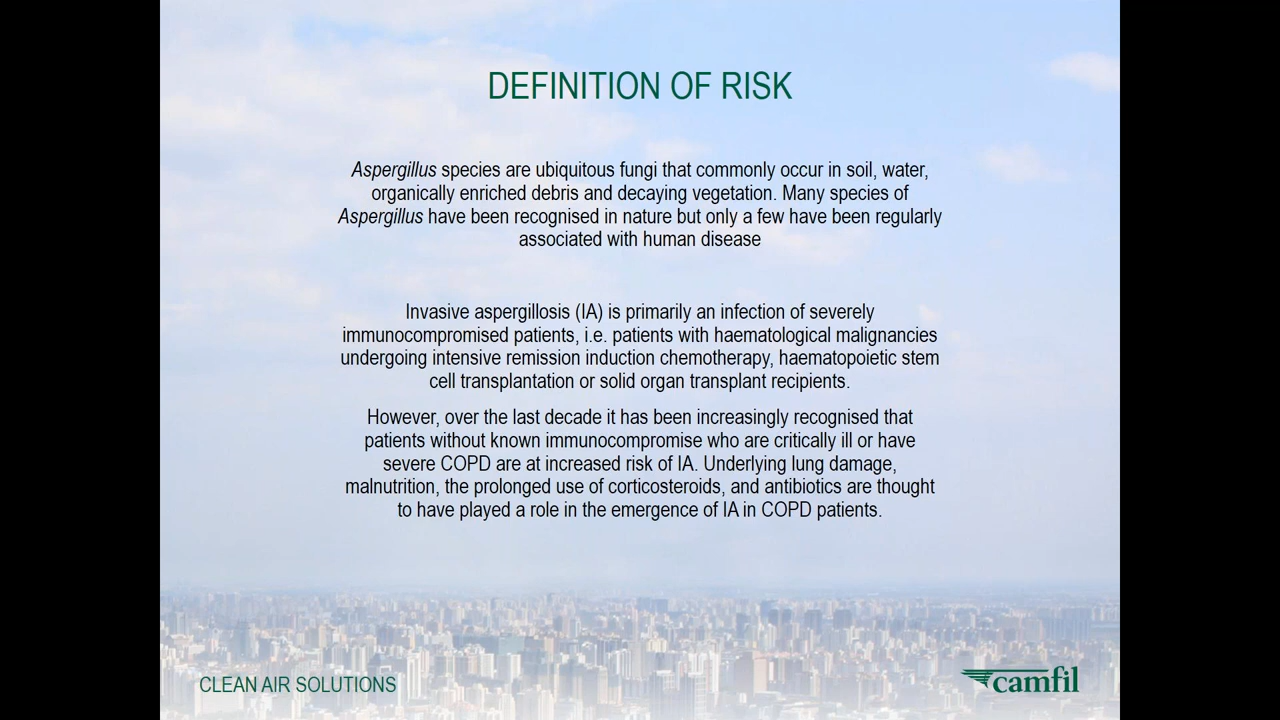 DEFINITION OF RISK
Aspergillus species are ubiquitous fungi that commonly occur in soil, water,
organically enriched debris and decaying vegetation. Many species of
Aspergillus have been recognised in nature but only a few have been regularly
associated with human disease
Invasive aspergillosis (IA) is primarily an infection of severely
immunocompromised patients, i.e. patients with haematological malignancies
undergoing intensive remission induction chemotherapy, haematopoietic stem
cell transplantation or solid organ transplant recipients.
However, over the last decade it has been increasingly recognised that
patients without known immunocompromise who are critically ill or have
severe COPD are at increased risk of IA. Underlying lung damage,
malnutrition, the prolonged use of corticosteroids, and antibiotics are thought
to have played a role in the emergence of IA in COPD patients.
CLEAN AIR SOLUTIONS
camfil